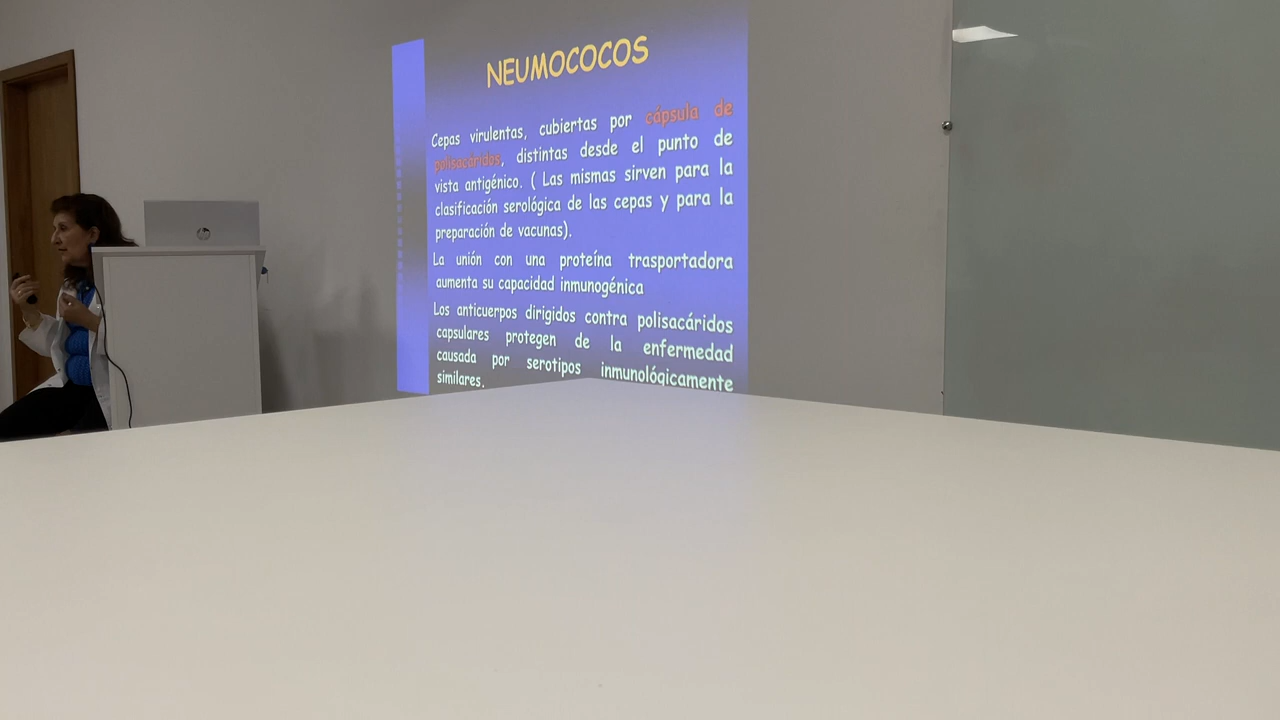 NEUMOCOCOS
Cepas virulentas, cubiertas por cápsula de
polisacáridos, distintas desde el punto de
vista antigénico. ( Las mismas sirven para la
clasificación serológica de las cepas y para la
preparación de vacunas).
La unión con una proteína trasportadora
aumenta su capacidad inmunogénica
Los anticuerpos dirigidos contra polisacáridos
capsulares protegen de la enfermedad
causada por serotipos inmunológicamente
similares.